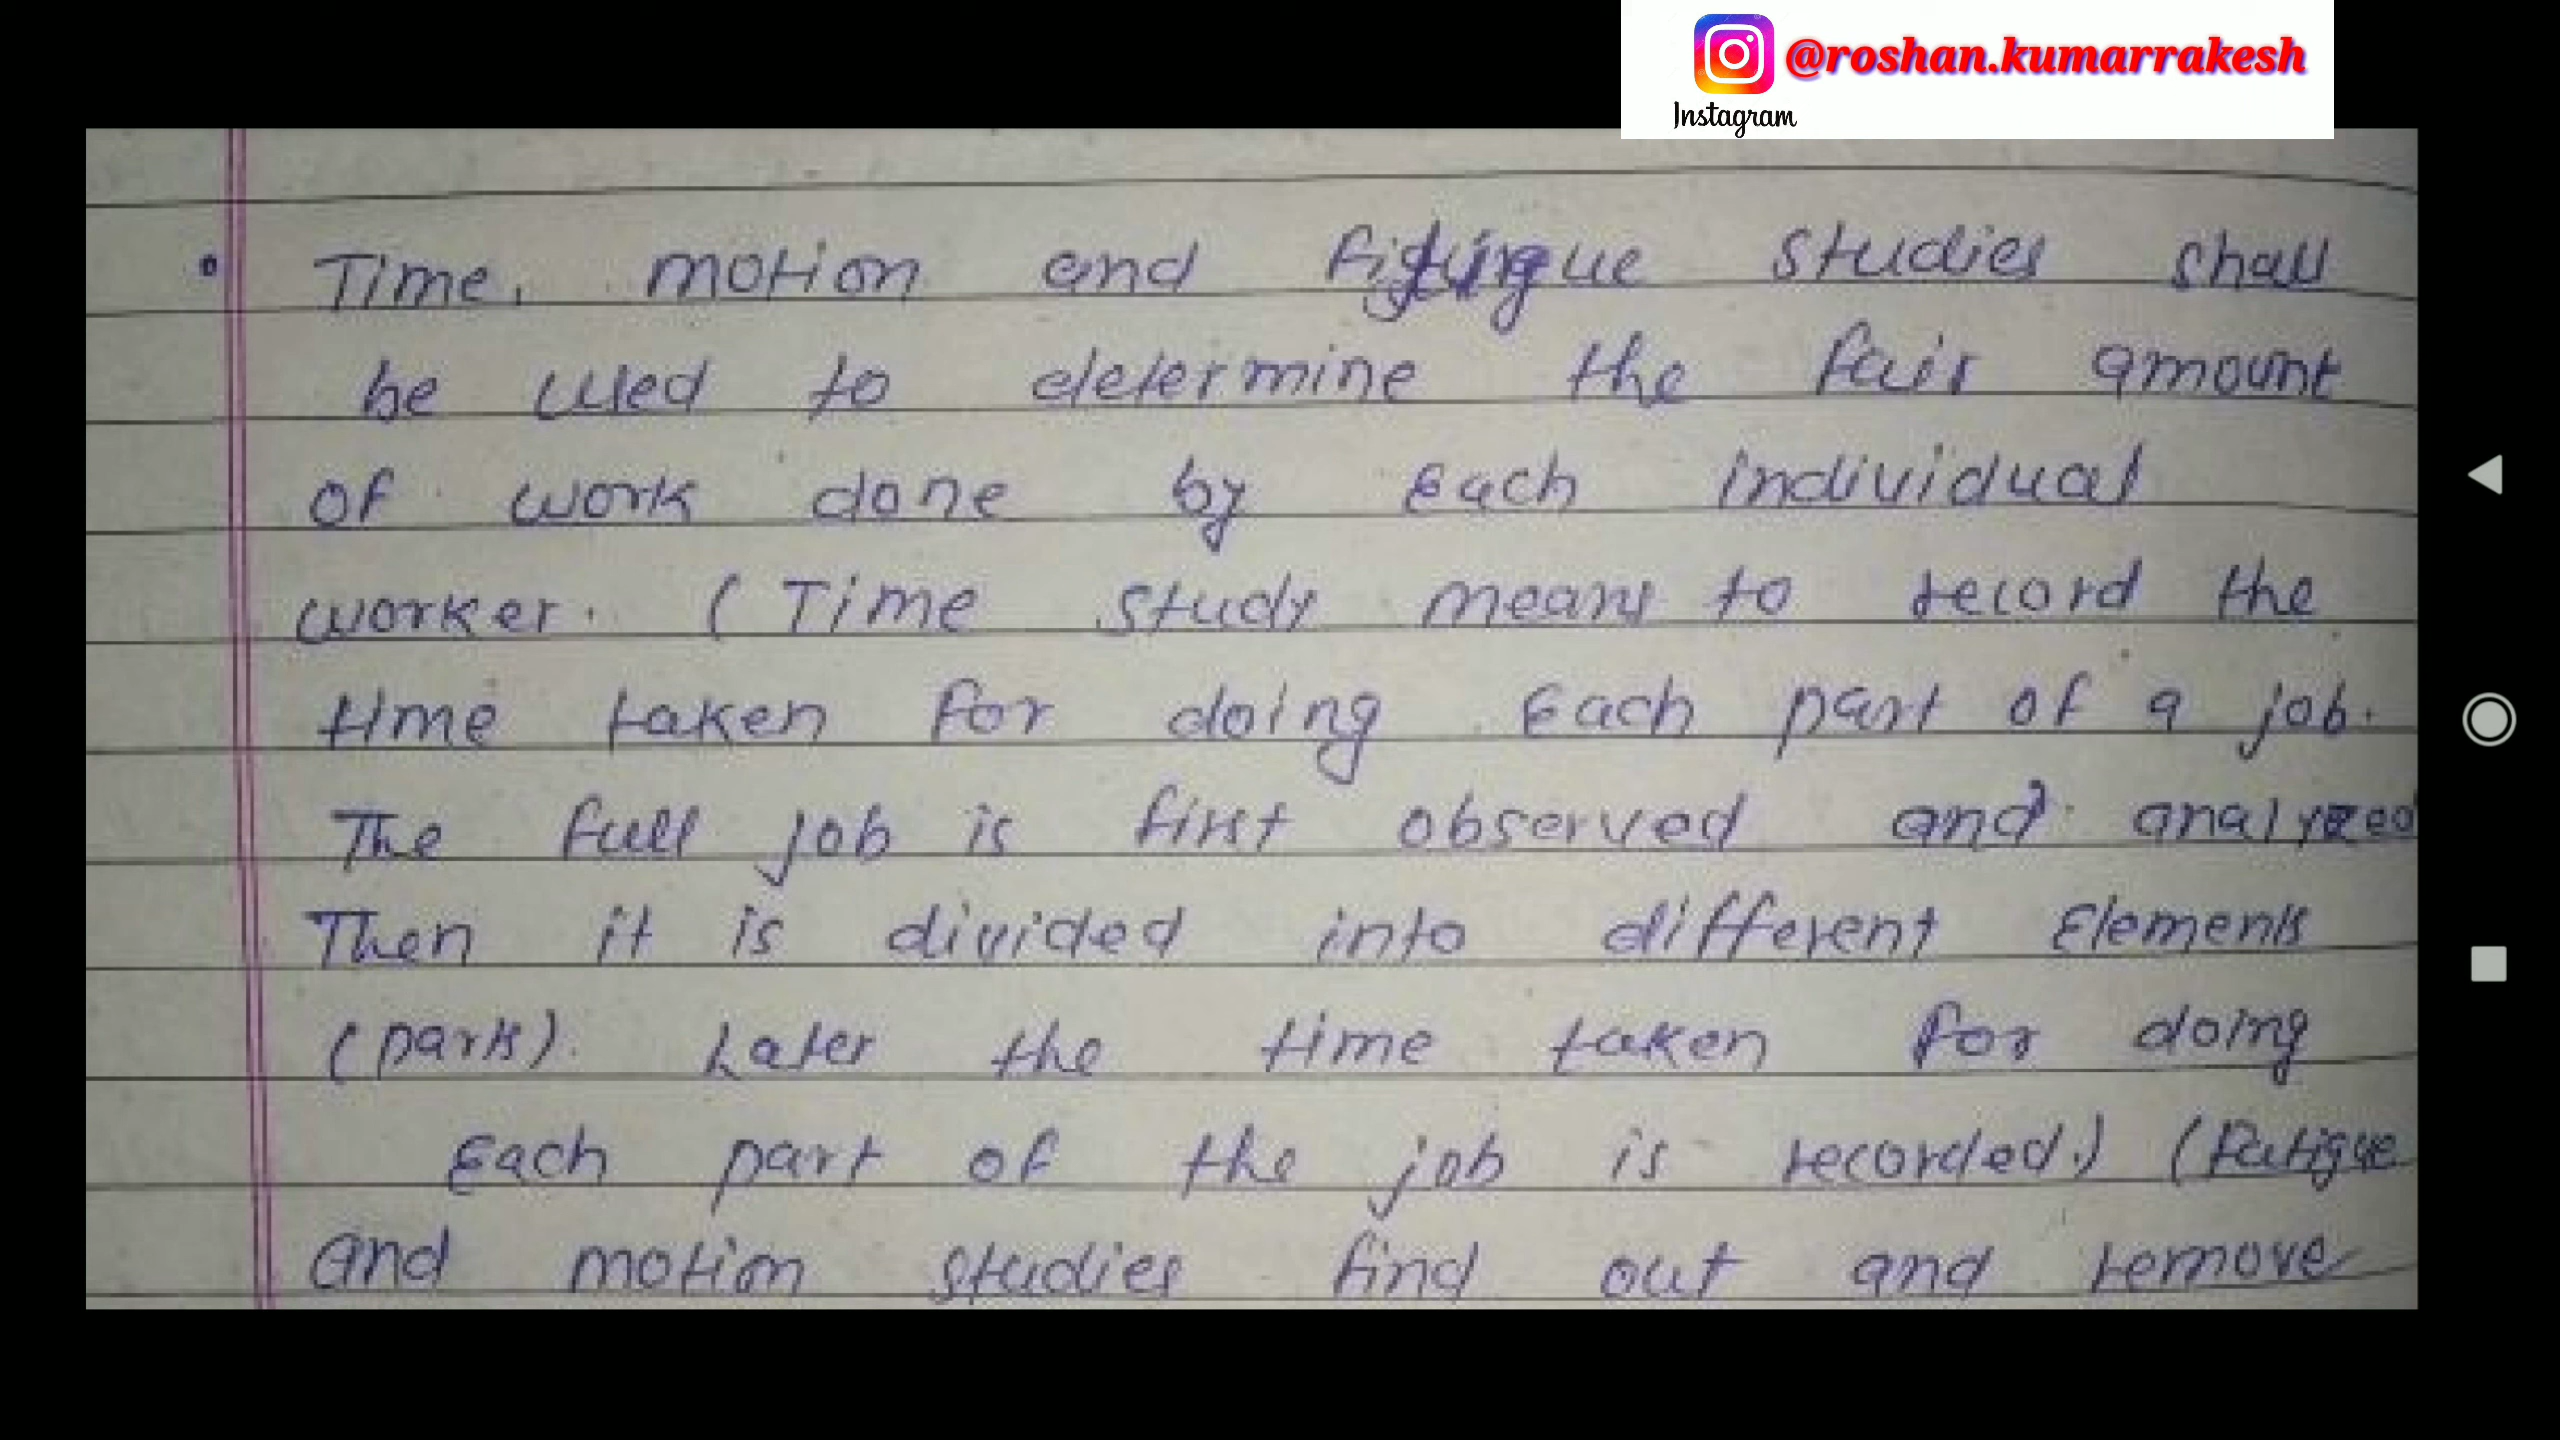 @roshan.kumarrakesh
Instagram
• Time, motion and studies shall
be used to determine the fair amount
of work done by Each individual
worker. (Time study means to record the
time taken for doing Each part of a job.
The full job is first observed and analyzed
Then it is divided into different Elements
(parts). Later the time taken for doing
Each part of the job is recorded.) (Fatigue
and motion studies find out and remove